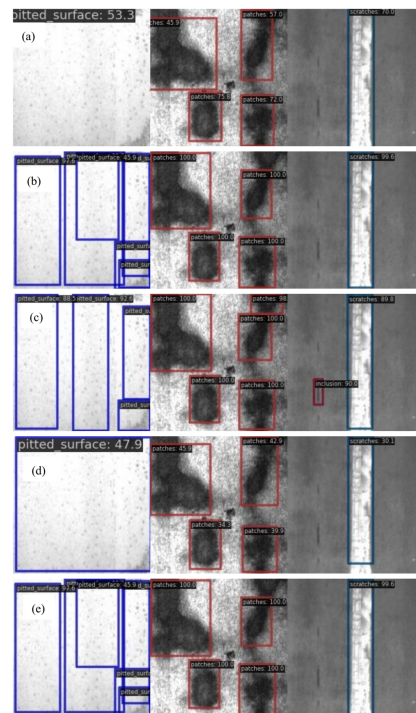 pitted_surface: 53.3
patches: 57.0
scratches: 70.0
patches: 45.9
(a)
patches: 75.8
patches: 72.0
pitted_surface: 97.6
pitted_surface: 45.9
patches: 100.0
scratches: 99.6
(b)
patches: 100.0
patches: 100.0
patches: 100.0
pitted_surf
pitted_surface: 88.5
pitted_surface: 92.6
patches: 100.0
patches: 98
scratches: 89.8
(c)
patches: 100.0
patches: 100.0
patches: 100.0
inclusion: 90.0
pitted_surf
pitted_surface: 47.9
patches: 45.9
patches: 42.9
scratches: 30.1
(d)
patches: 34.3
patches: 39.9
pitted_surface: 97.6
pitted_surface: 45.9
patches: 100.0
scratches: 99.6
(e)
patches: 100.0
patches: 100.0
patches: 100.0
pitted_surf